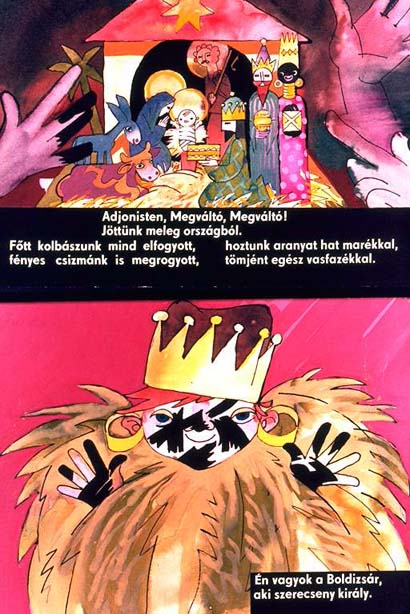 Adjonisten, Megváltó, Megváltó!
Jöttünk meleg országból.
Főtt kolbászunk mind elfogyott,
fényes csizmánk is megrogyott,
hoztunk aranyat hat marékkal,
tömjént egész vasfazékkal.
Én vagyok a Boldizsár,
aki szerecseny király.